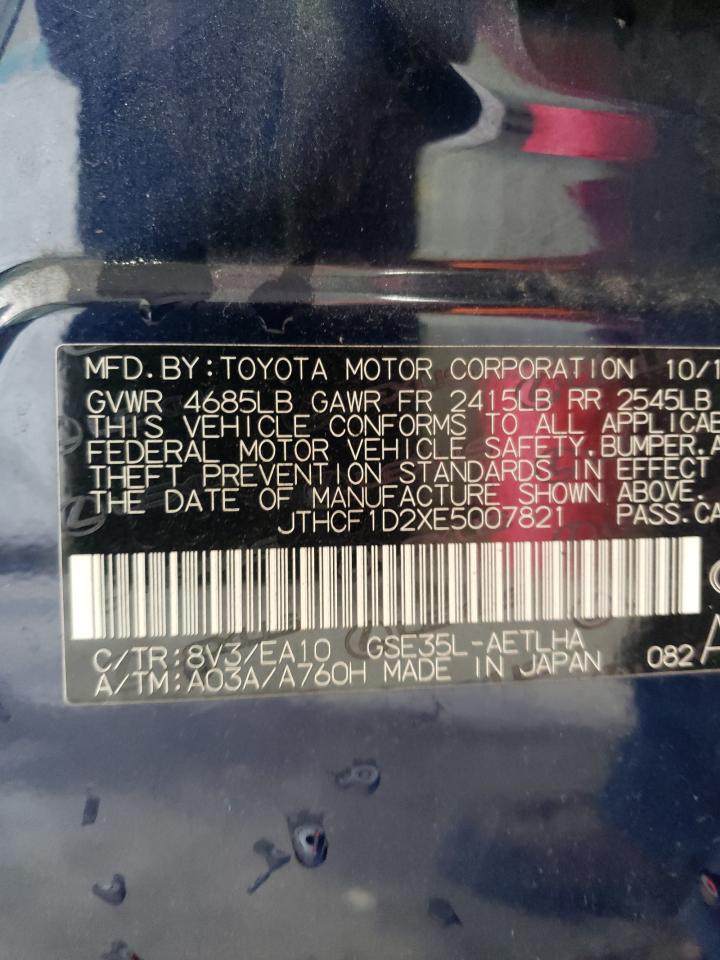 MFD.BY:TOYOTA MOTOR CORPORATION 10/1
GVWR 4685LB GAWR FR 2415LB RR 2545LB
THIS VEHICLE CONFORMS TO ALL APPLICAB
FEDERAL MOTOR VEHICLE SAFETY,BUMPER,A
THEFT PREVENTION STANDARDS IN EFFECT
THE DATE OF MANUFACTURE SHOWN ABOVE.
JTHCF1D2XE5007821 PASS.CA
C/TR:8V3/EA10 GSE35L-AETLHA 082 A
A/TM:A03A/A760H MADE IN JAPAN